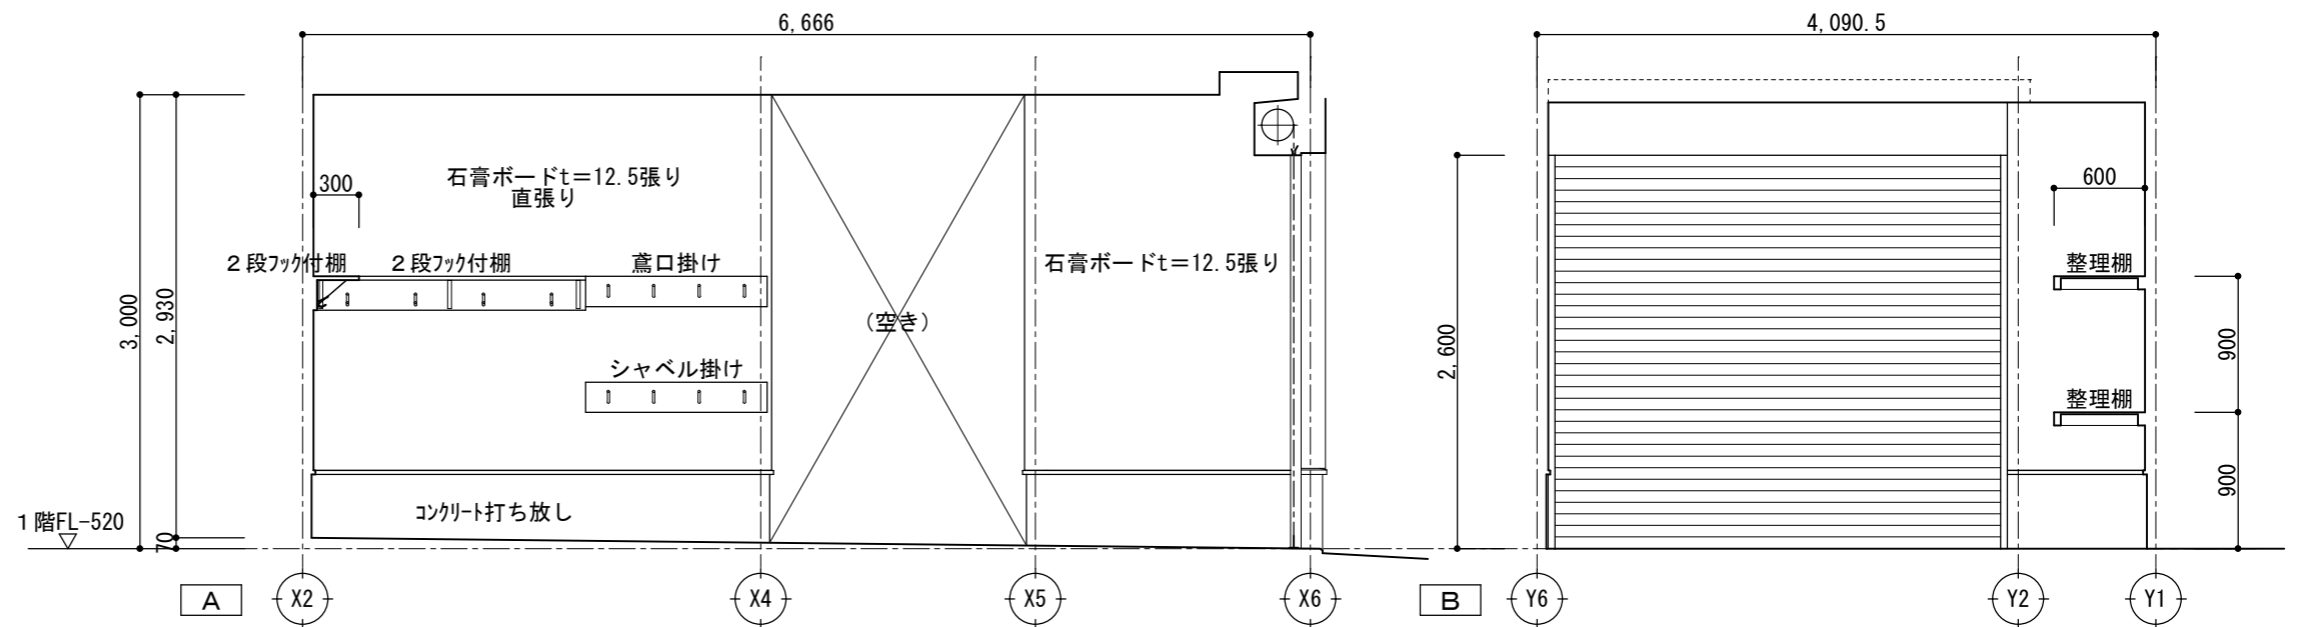 6,666
4,090.5
300
石膏ボードt=12.5張り
直張り
600
2段フック付棚
2段フック付棚
鳶口掛け
石膏ボードt=12.5張り
整理棚
3,000
2,930
(空き)
2,600
900
シャベル掛け
整理棚
900
コンクリート打ち放し
1階FL-520
70
A
X2
X4
X5
X6
B
Y6
Y2
Y1